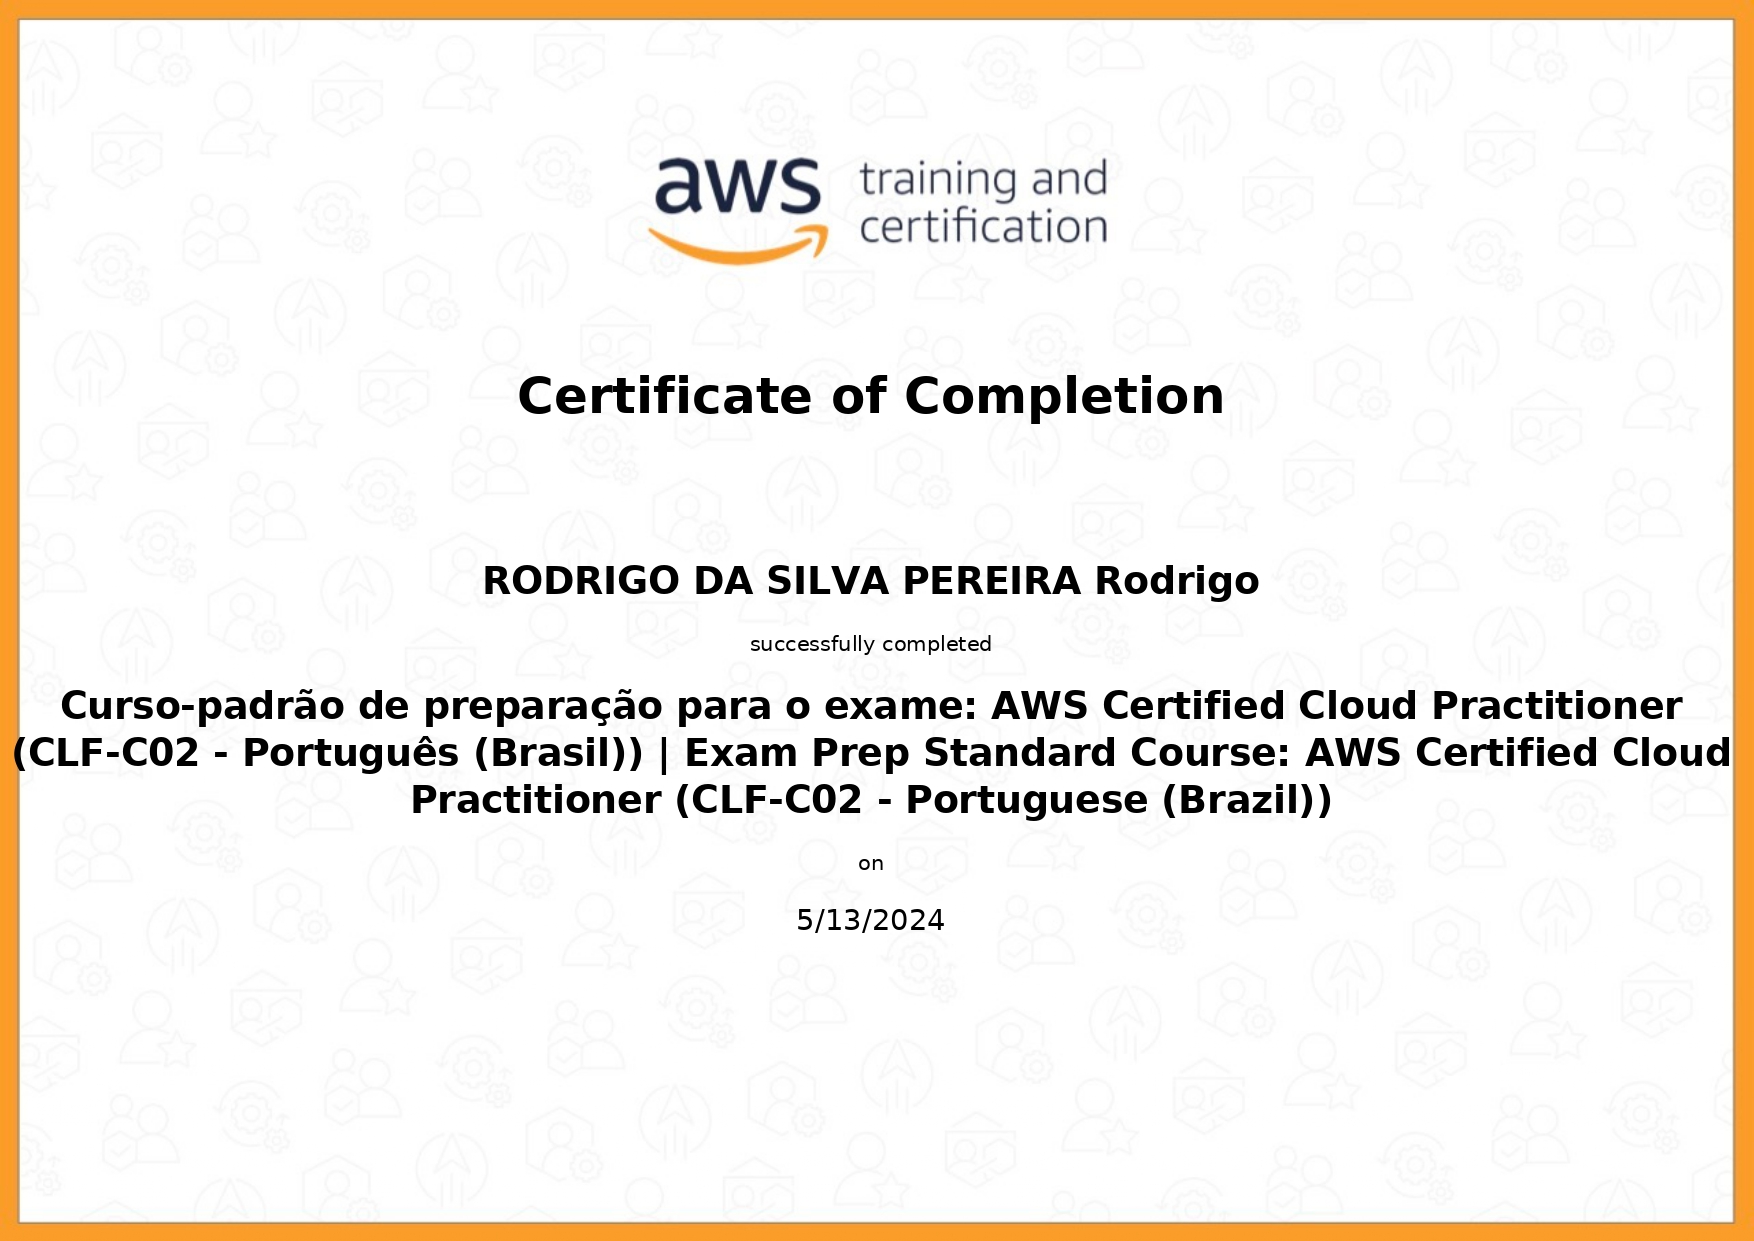 aws training and
certification
Certificate of Completion
RODRIGO DA SILVA PEREIRA Rodrigo
successfully completed
Curso-padrão de preparação para o exame: AWS Certified Cloud Practitioner
(CLF-C02 - Português (Brasil)) | Exam Prep Standard Course: AWS Certified Cloud
Practitioner (CLF-C02 - Portuguese (Brazil))
on
5/13/2024